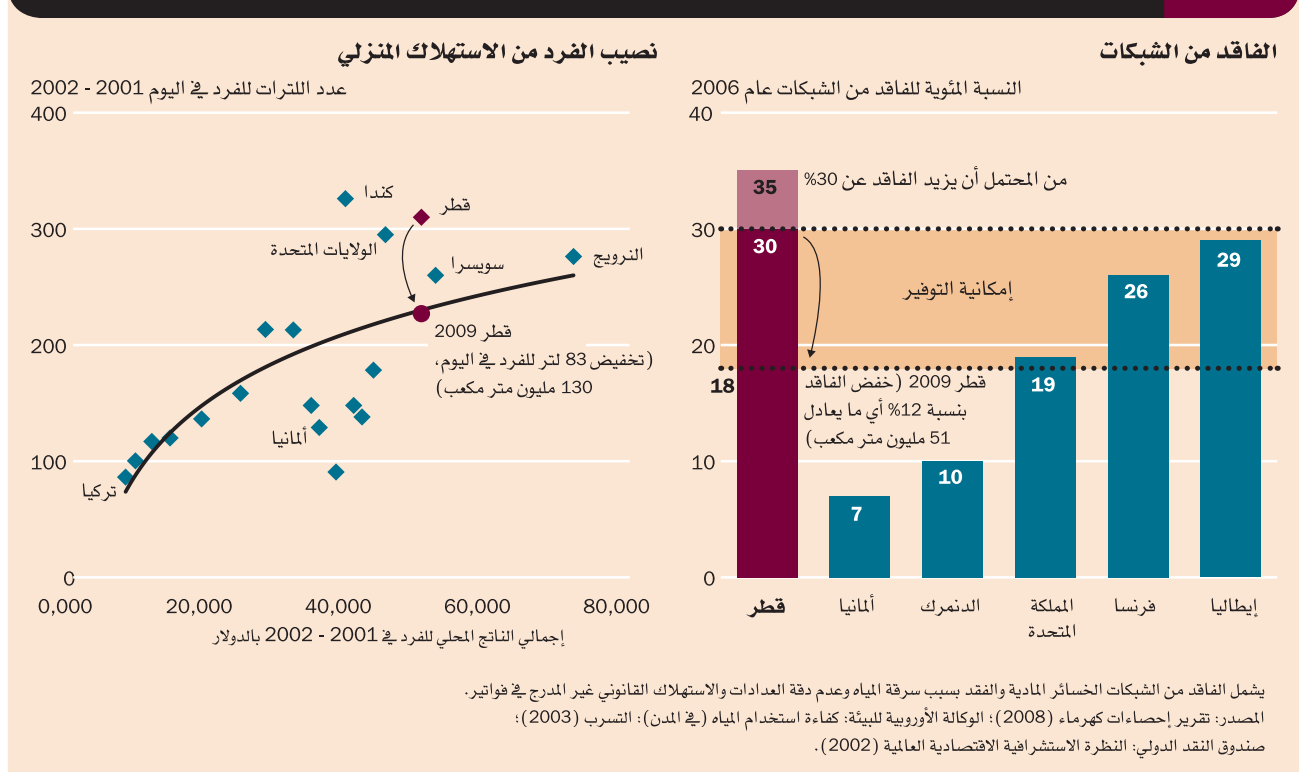 الفاقد من الشبكات
النسبة المئوية للفاقد من الشبكات عام 2006
40
30
20
10
0
35
30
18
7
10
19
26
29
من المحتمل أن يزيد الفاقد عن 30%
إمكانية التوفير
قطر 2009 (خفض الفاقد
بنسبة 12% أي ما يعادل
51 مليون متر مكعب)
قطر
ألمانيا
الدنمرك
المملكة
المتحدة
فرنسا
إيطاليا
نصيب الفرد من الاستهلاك المنزلي
عدد اللترات للفرد في اليوم 2001 - 2002
400
300
200
100
0
كندا
قطر
الولايات المتحدة
سويسرا
النرويج
قطر 2009
(تخفيض 83 لتر للفرد في اليوم،
130 مليون متر مكعب)
ألمانيا
تركيا
0,000
20,000
40,000
60,000
80,000
إجمالي الناتج المحلي للفرد في 2001 - 2002 بالدولار
يشمل الفاقد من الشبكات الخسائر المادية والفقد بسبب سرقة المياه وعدم دقة العدادات والاستهلاك القانوني غير المدرج في فواتير.
المصدر: تقرير إحصاءات كهرماء (2008)؛ الوكالة الأوروبية للبيئة: كفاءة استخدام المياه (في المدن): التسرب (2003)؛
صندوق النقد الدولي: النظرة الاستشرافية الاقتصادية العالمية (2002).